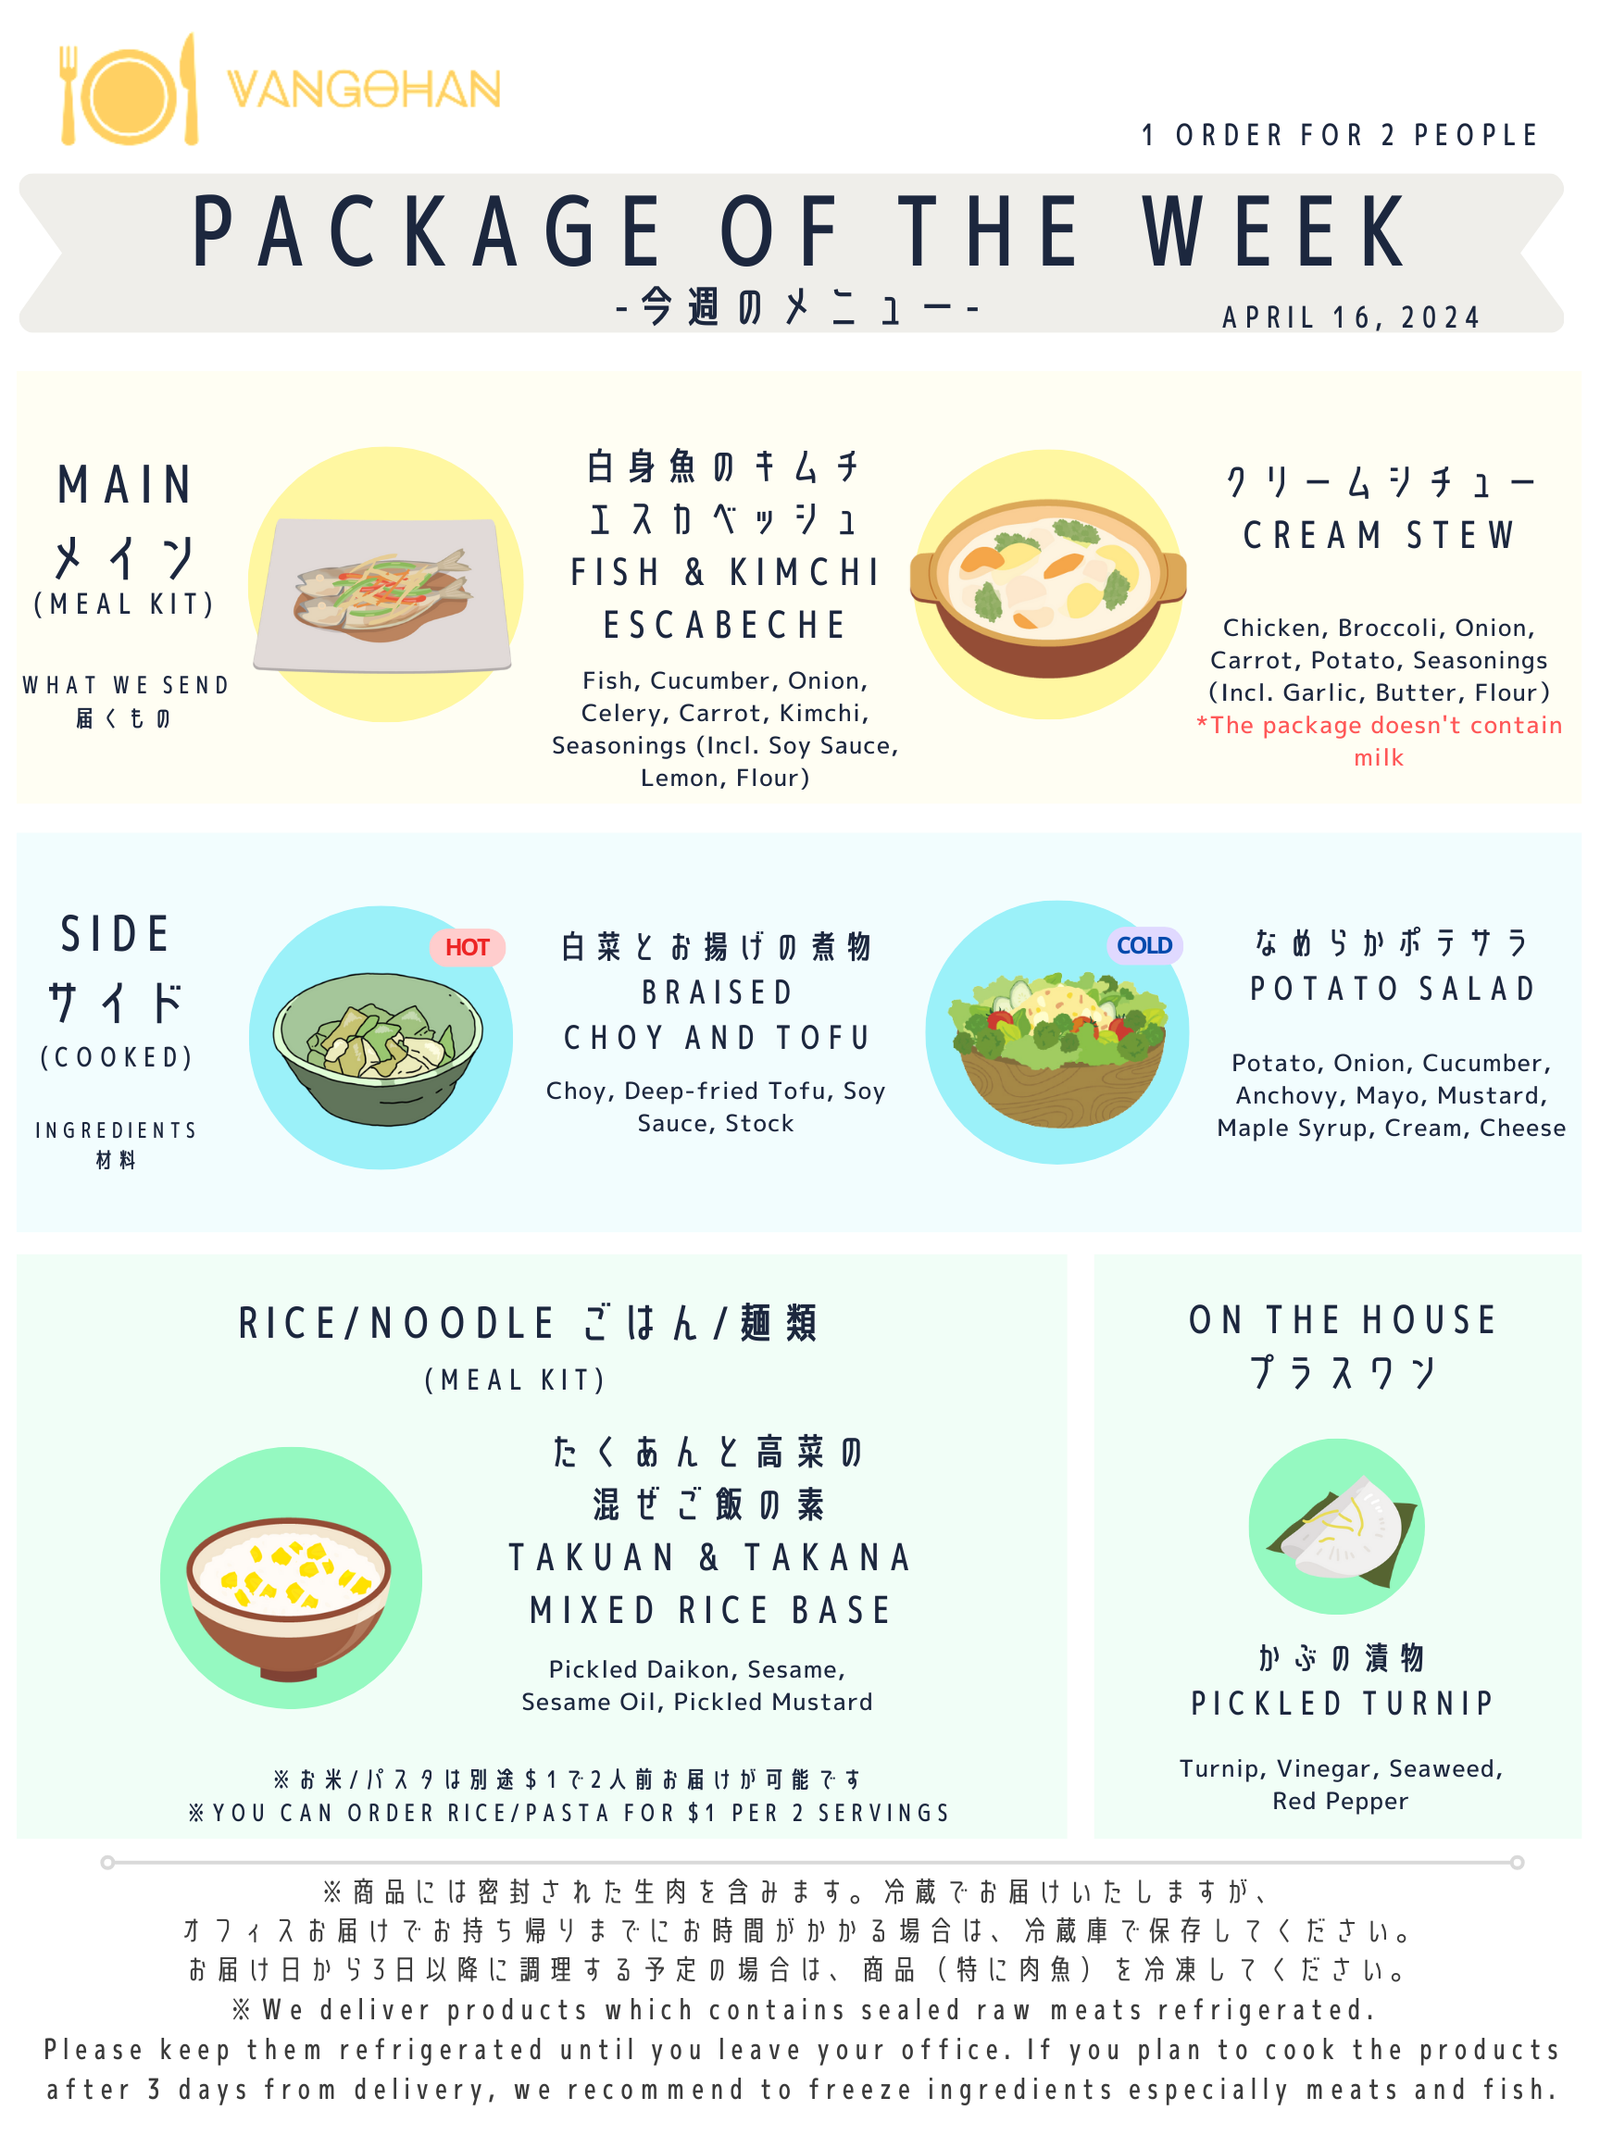 VANGOHAN
1 ORDER FOR 2 PEOPLE
PACKAGE OF THE WEEK
-今週のメニュー-
APRIL 16, 2024
MAIN
メイン
(MEAL KIT)
WHAT WE SEND
届くもの
白身魚のキムチ
エスカベッシュ
FISH & KIMCHI
ESCABECHE
Fish, Cucumber, Onion,
Celery, Carrot, Kimchi,
Seasonings (Incl. Soy Sauce,
Lemon, Flour)
クリームシチュー
CREAM STEW
Chicken, Broccoli, Onion,
Carrot, Potato, Seasonings
(Incl. Garlic, Butter, Flour)
*The package doesn't contain
milk
SIDE
サイド
(COOKED)
INGREDIENTS
材料
HOT
白菜とお揚げの煮物
BRAISED
CHOY AND TOFU
Choy, Deep-fried Tofu, Soy
Sauce, Stock
COLD
なめらかポテサラ
POTATO SALAD
Potato, Onion, Cucumber,
Anchovy, Mayo, Mustard,
Maple Syrup, Cream, Cheese
RICE/NOODLE ごはん/麺類
(MEAL KIT)
たくあんと高菜の
混ぜご飯の素
TAKUAN & TAKANA
MIXED RICE BASE
Pickled Daikon, Sesame,
Sesame Oil, Pickled Mustard
※お米/パスタは別途$1で2人前お届けが可能です
※YOU CAN ORDER RICE/PASTA FOR $1 PER 2 SERVINGS
ON THE HOUSE
プラスワン
かぶの漬物
PICKLED TURNIP
Turnip, Vinegar, Seaweed,
Red Pepper
※商品には密封された生肉を含みます。冷蔵でお届けいたしますが、
オフィスお届けでお持ち帰りまでにお時間がかかる場合は、冷蔵庫で保存してください。
お届け日から3日以降に調理する予定の場合は、商品（特に肉魚）を冷凍してください。
※We deliver products which contains sealed raw meats refrigerated.
Please keep them refrigerated until you leave your office. If you plan to cook the products
after 3 days from delivery, we recommend to freeze ingredients especially meats and fish.